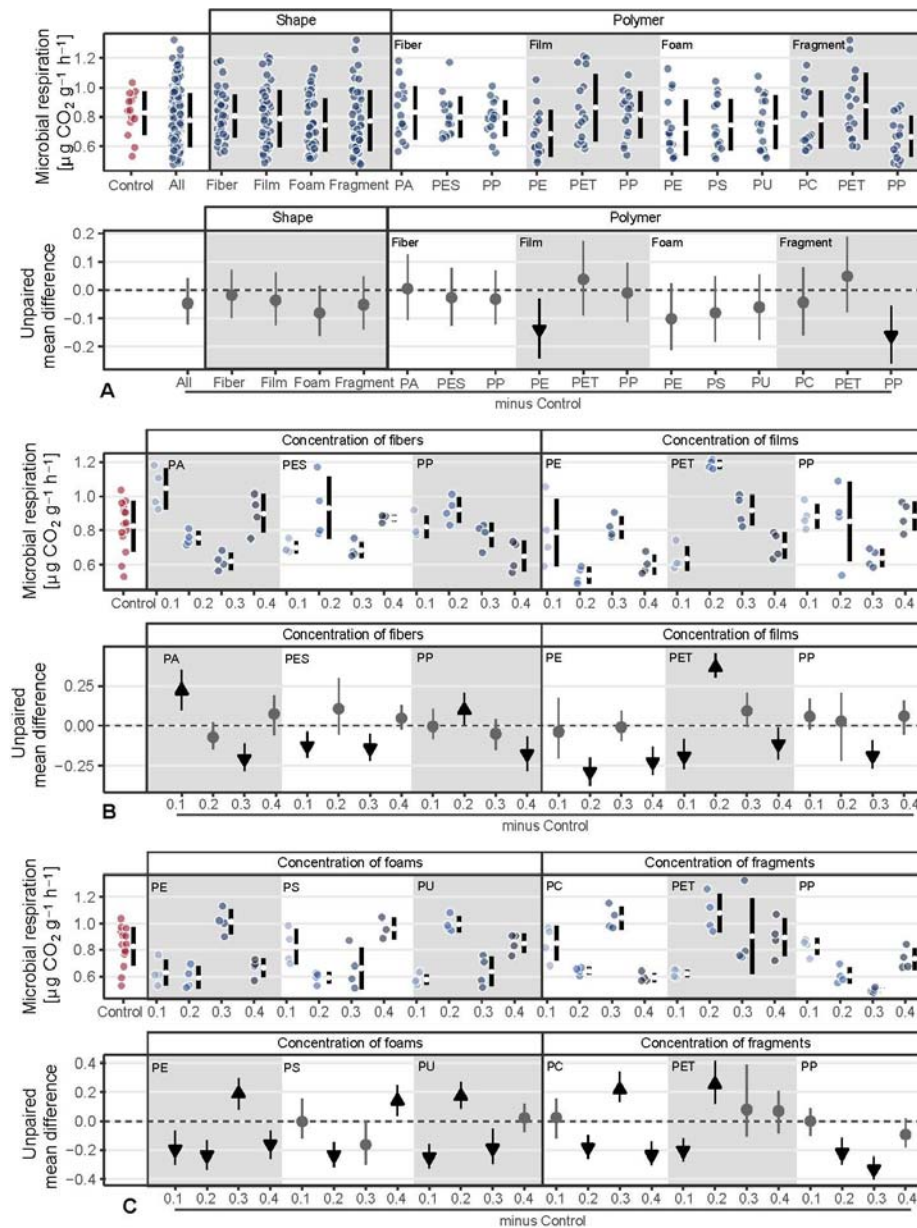 Shape Polymer
Microbial respiration
[µg CO₂ g⁻¹ h⁻¹]
1.2
1.0
0.8
0.6
Fiber Film Foam Fragment
Control All Fiber Film Foam Fragment PA PES PP PE PET PP PE PS PU PC PET PP
Shape Polymer
Unpaired
mean difference
0.2
0.1
0.0
−0.1
−0.2
Fiber Film Foam Fragment
All Fiber Film Foam Fragment PA PES PP PE PET PP PE PS PU PC PET PP
A
minus Control
Concentration of fibers Concentration of films
Microbial respiration
[µg CO₂ g⁻¹ h⁻¹]
1.2
1.0
0.8
0.6
PA PES PP PE PET PP
Control 0.1 0.2 0.3 0.4 0.1 0.2 0.3 0.4 0.1 0.2 0.3 0.4 0.1 0.2 0.3 0.4 0.1 0.2 0.3 0.4 0.1 0.2 0.3 0.4
Concentration of fibers Concentration of films
Unpaired
mean difference
0.25
0.00
−0.25
PA PES PP PE PET PP
0.1 0.2 0.3 0.4 0.1 0.2 0.3 0.4 0.1 0.2 0.3 0.4 0.1 0.2 0.3 0.4 0.1 0.2 0.3 0.4 0.1 0.2 0.3 0.4
B
minus Control
Concentration of foams Concentration of fragments
Microbial respiration
[µg CO₂ g⁻¹ h⁻¹]
1.2
1.0
0.8
0.6
PE PS PU PC PET PP
Control 0.1 0.2 0.3 0.4 0.1 0.2 0.3 0.4 0.1 0.2 0.3 0.4 0.1 0.2 0.3 0.4 0.1 0.2 0.3 0.4 0.1 0.2 0.3 0.4
Concentration of foams Concentration of fragments
Unpaired
mean difference
0.4
0.2
0.0
−0.2
−0.4
PE PS PU PC PET PP
0.1 0.2 0.3 0.4 0.1 0.2 0.3 0.4 0.1 0.2 0.3 0.4 0.1 0.2 0.3 0.4 0.1 0.2 0.3 0.4 0.1 0.2 0.3 0.4
C
minus Control